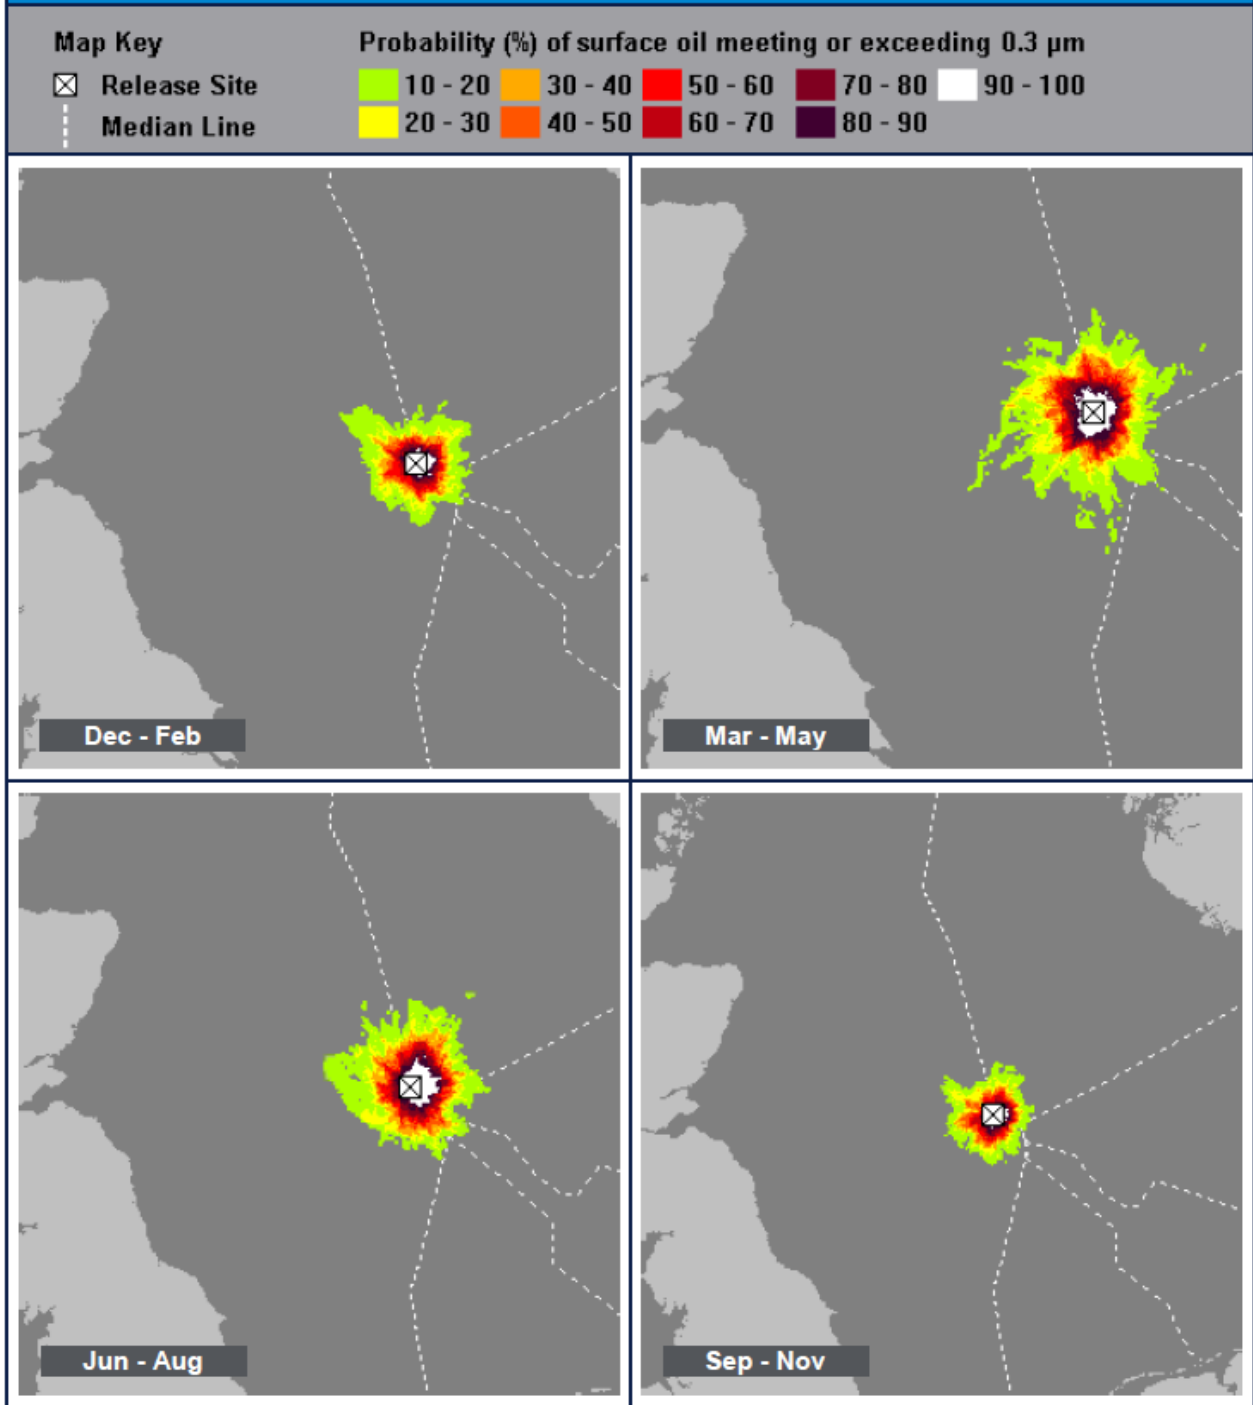 Map Key
Probability (%) of surface oil meeting or exceeding 0.3 µm
Release Site
10 - 20
30 - 40
50 - 60
70 - 80
90 - 100
Median Line
20 - 30
40 - 50
60 - 70
80 - 90
Dec - Feb
Mar - May
Jun - Aug
Sep - Nov